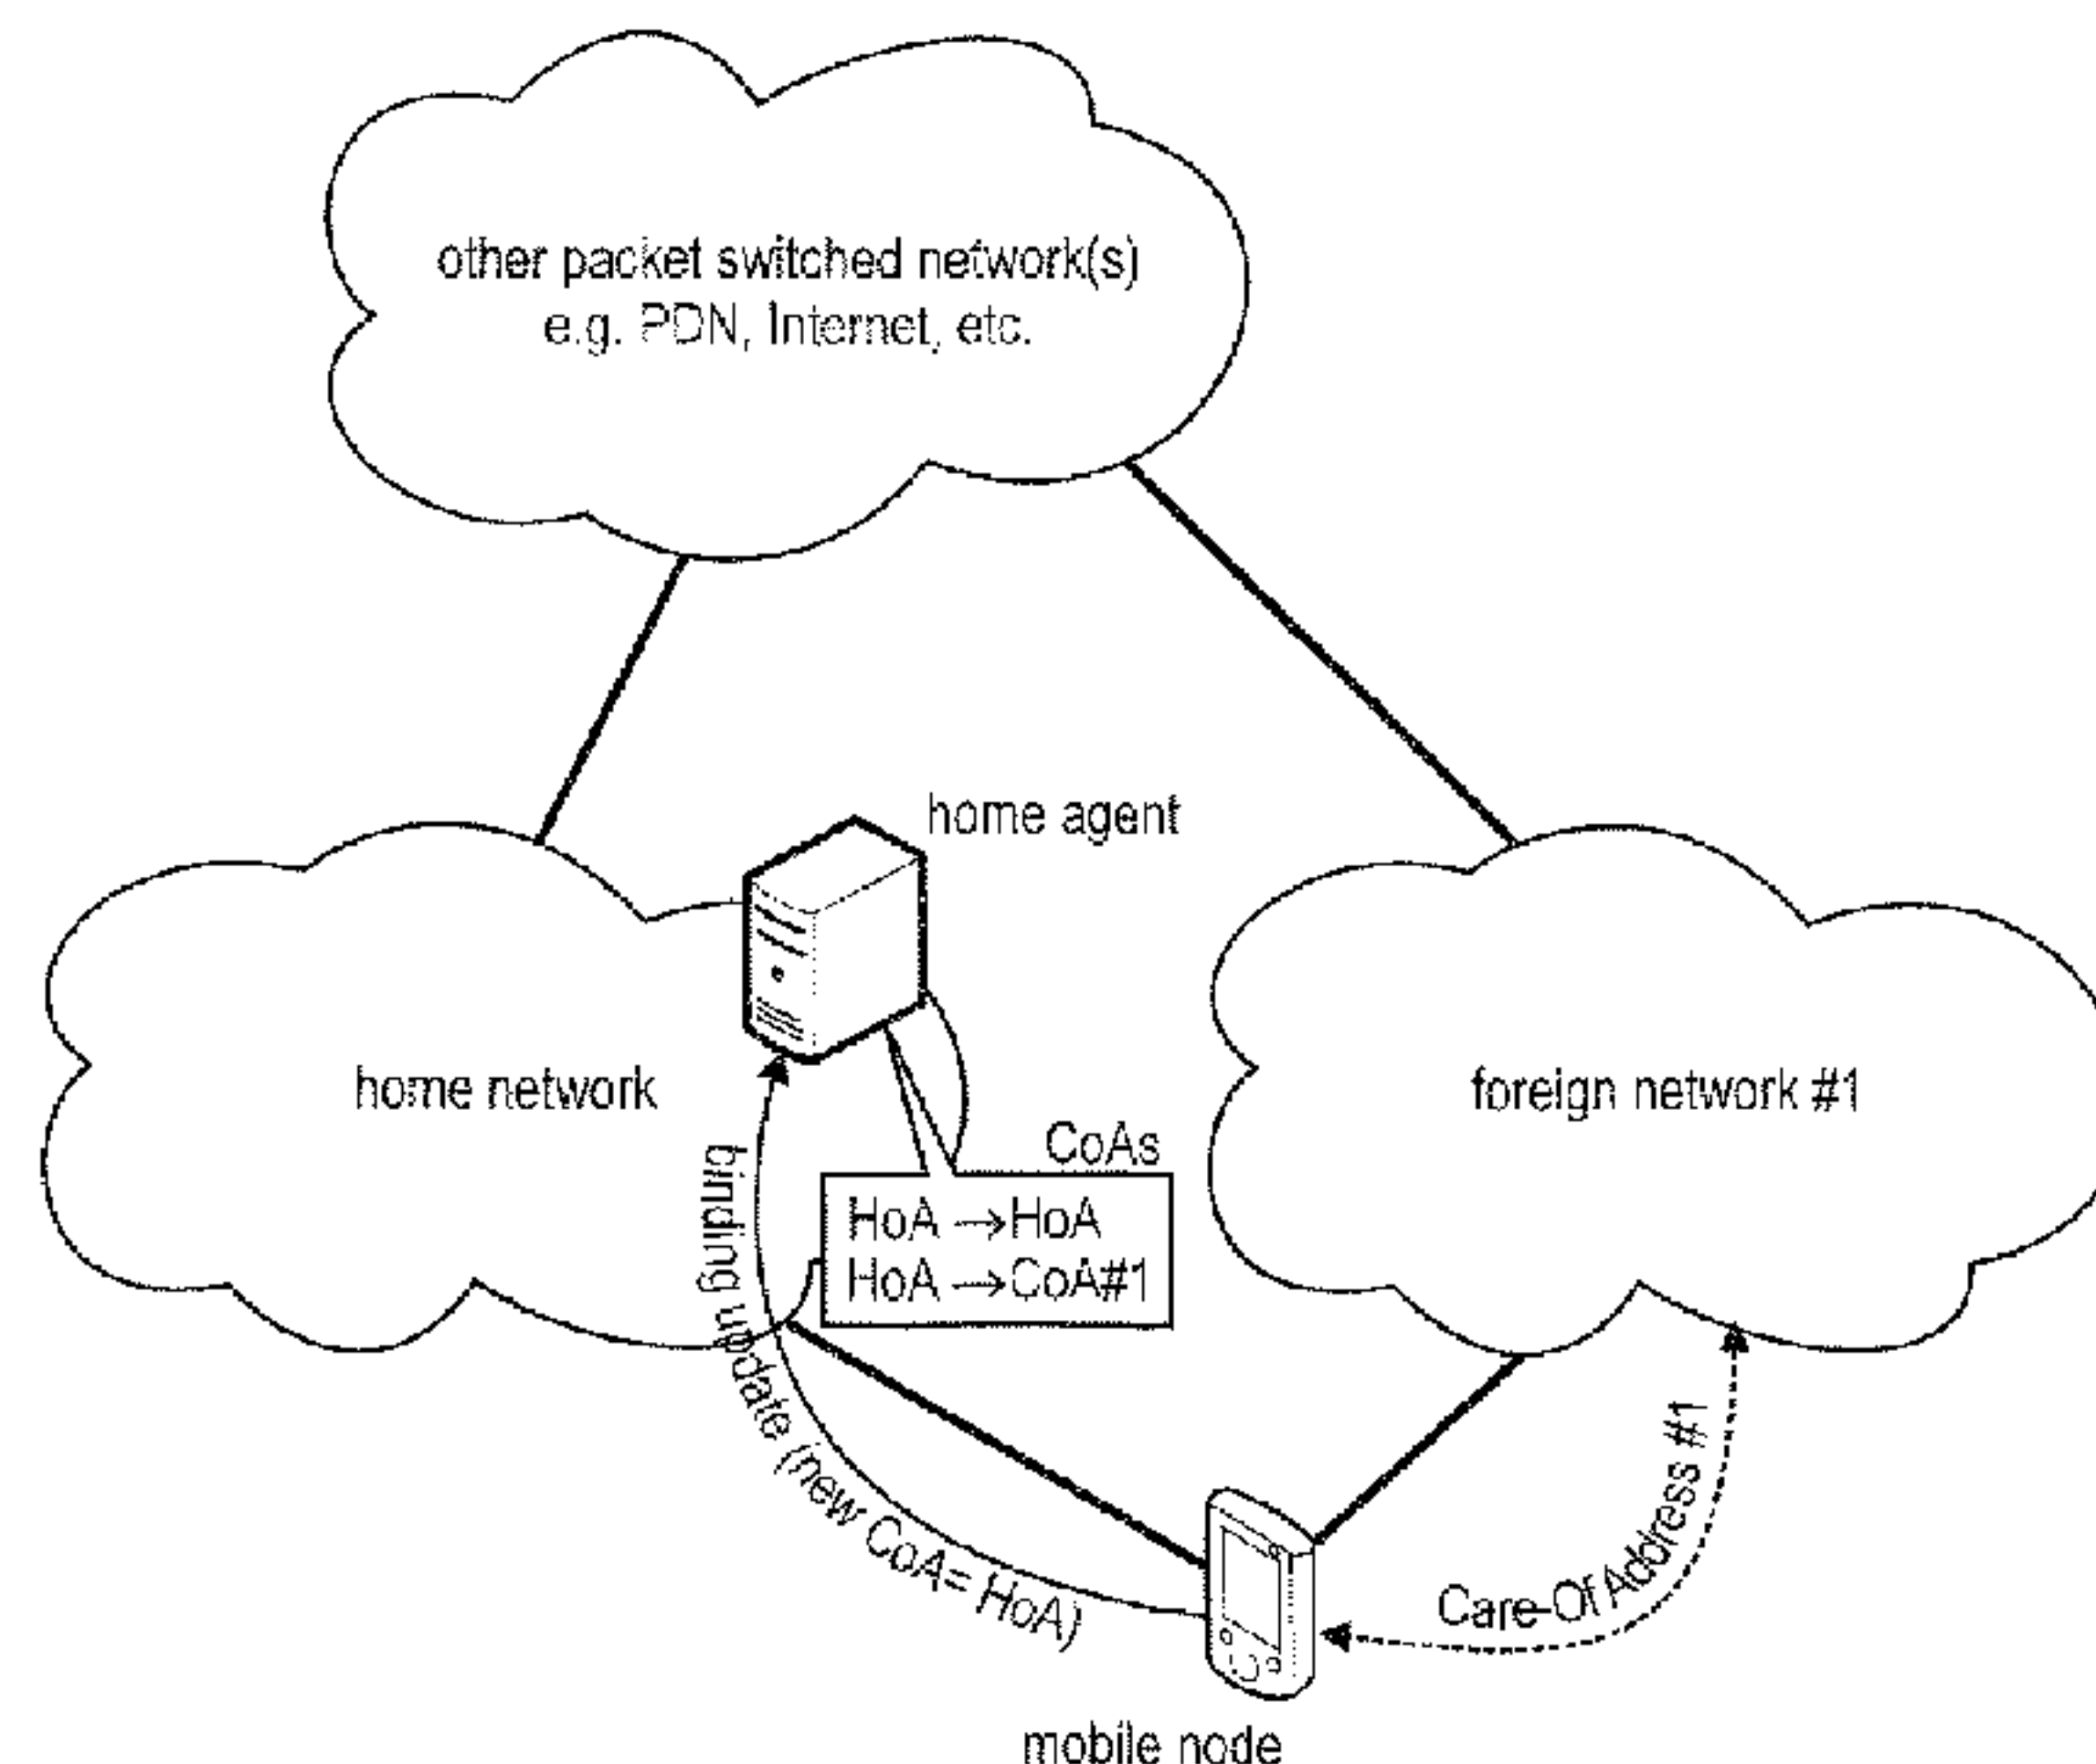 other packet switched network(s)
e.g. PDN, Internet, etc.
home agent
home network
foreign network #1
CoAs
HoA →HoA
HoA →CoA#1
binding update (new CoA= HoA)
Care-Of Address #1
mobile node